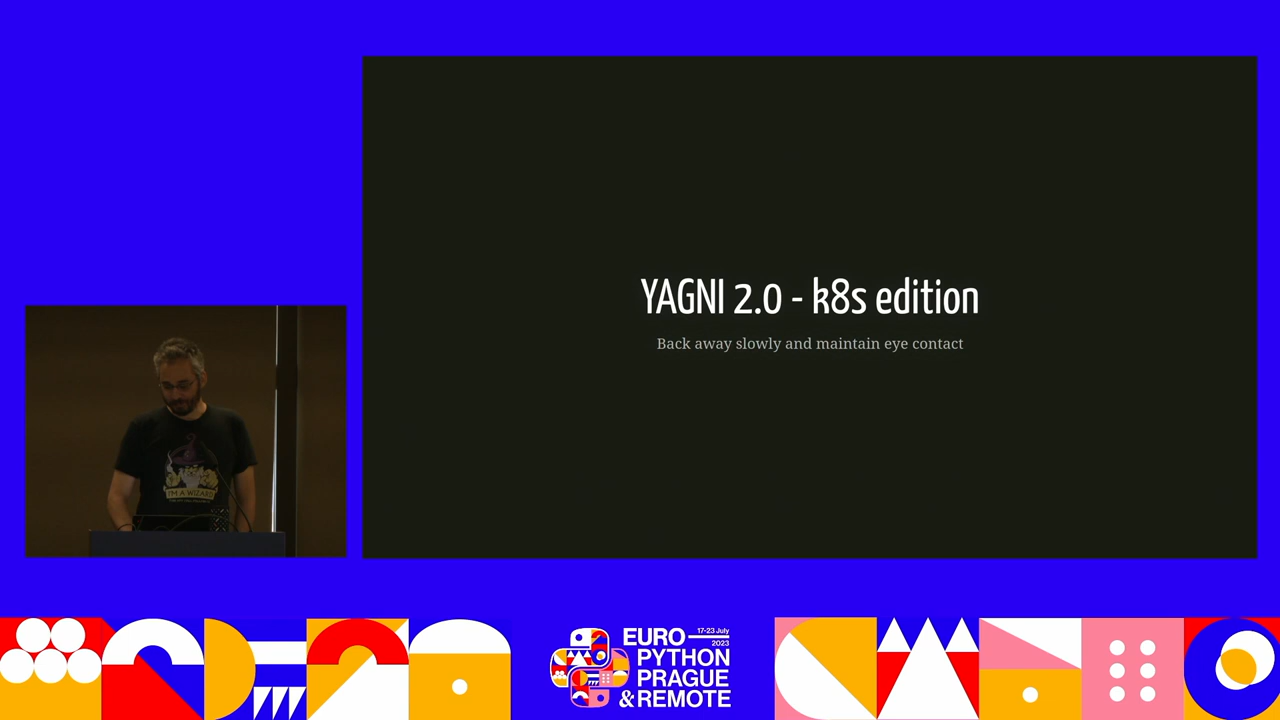 YAGNI 2.0 - k8s edition
Back away slowly and maintain eye contact
I'M A WIZARD
EURO
17-23 July
2023
PYTHON
PRAGUE
& REMOTE